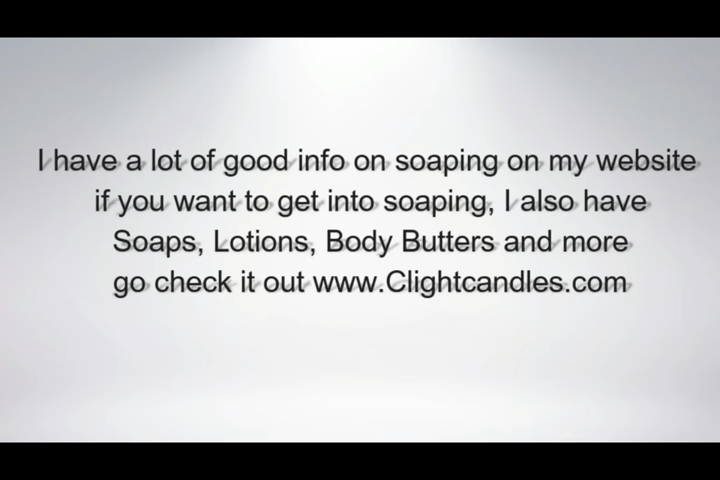 I have a lot of good info on soaping on my website
if you want to get into soaping, I also have
Soaps, Lotions, Body Butters and more
go check it out www.Clightcandles.com